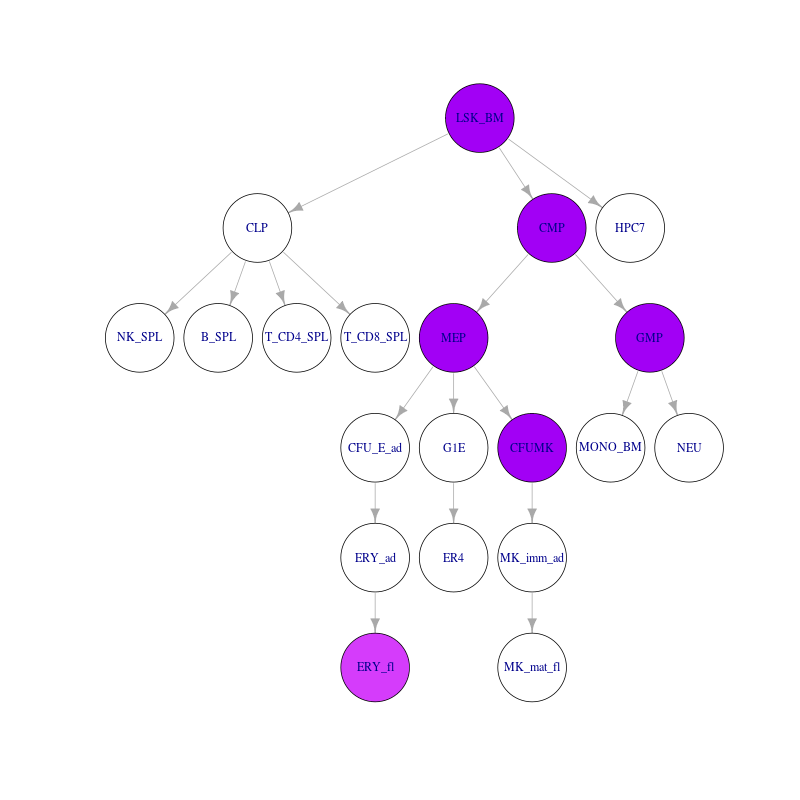 LSK_BM
CLP
CMP
HPC7
NK_SPL
B_SPL
T_CD4_SPL
T_CD8_SPL
MEP
GMP
CFU_E_ad
G1E
CFUMK
MONO_BM
NEU
ERY_ad
ER4
MK_imm_ad
ERY_fl
MK_mat_fl